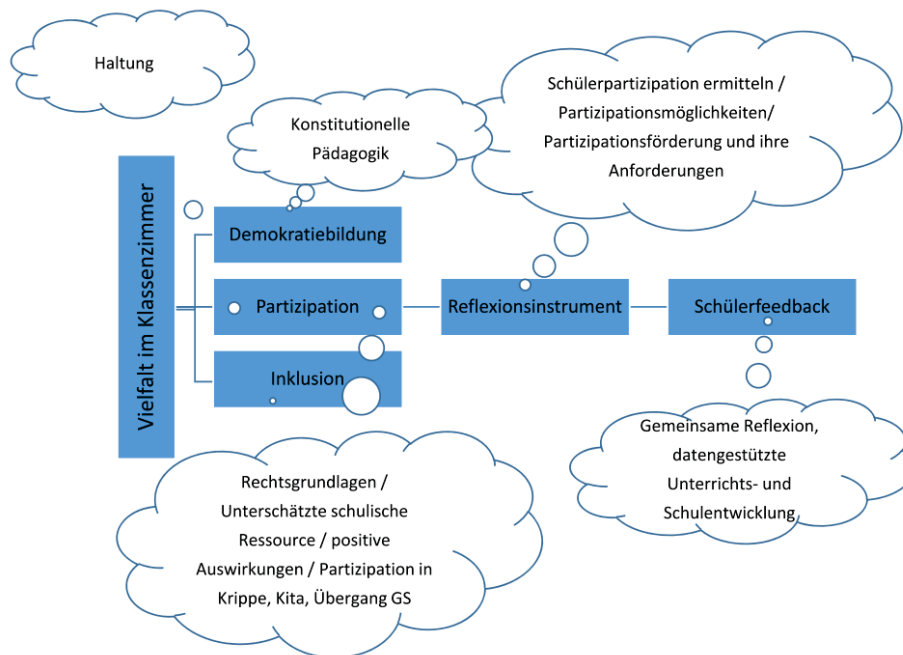 Haltung
Schülerpartizipation ermitteln /
Partizipationsmöglichkeiten/
Partizipationsförderung und ihre
Anforderungen
Konstitutionelle
Pädagogik
Vielfalt im Klassenzimmer
Demokratiebildung
Partizipation
Reflexionsinstrument
Schülerfeedback
Inklusion
Gemeinsame Reflexion,
datengestützte
Unterrichts- und
Schulentwicklung
Rechtsgrundlagen /
Unterschätzte schulische
Ressource / positive
Auswirkungen / Partizipation in
Krippe, Kita, Übergang GS